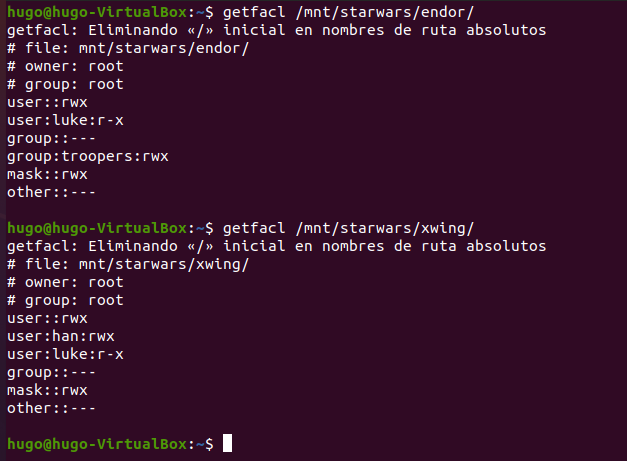 hugo@hugo-VirtualBox:~$ getfacl /mnt/starwars/endor/
getfacl: Eliminando «/» inicial en nombres de ruta absolutos
# file: mnt/starwars/endor/
# owner: root
# group: root
user::rwx
user:luke:r-x
group::---
group:troopers:rwx
mask::rwx
other::---

hugo@hugo-VirtualBox:~$ getfacl /mnt/starwars/xwing/
getfacl: Eliminando «/» inicial en nombres de ruta absolutos
# file: mnt/starwars/xwing/
# owner: root
# group: root
user::rwx
user:han:rwx
user:luke:r-x
group::---
mask::rwx
other::---

hugo@hugo-VirtualBox:~$